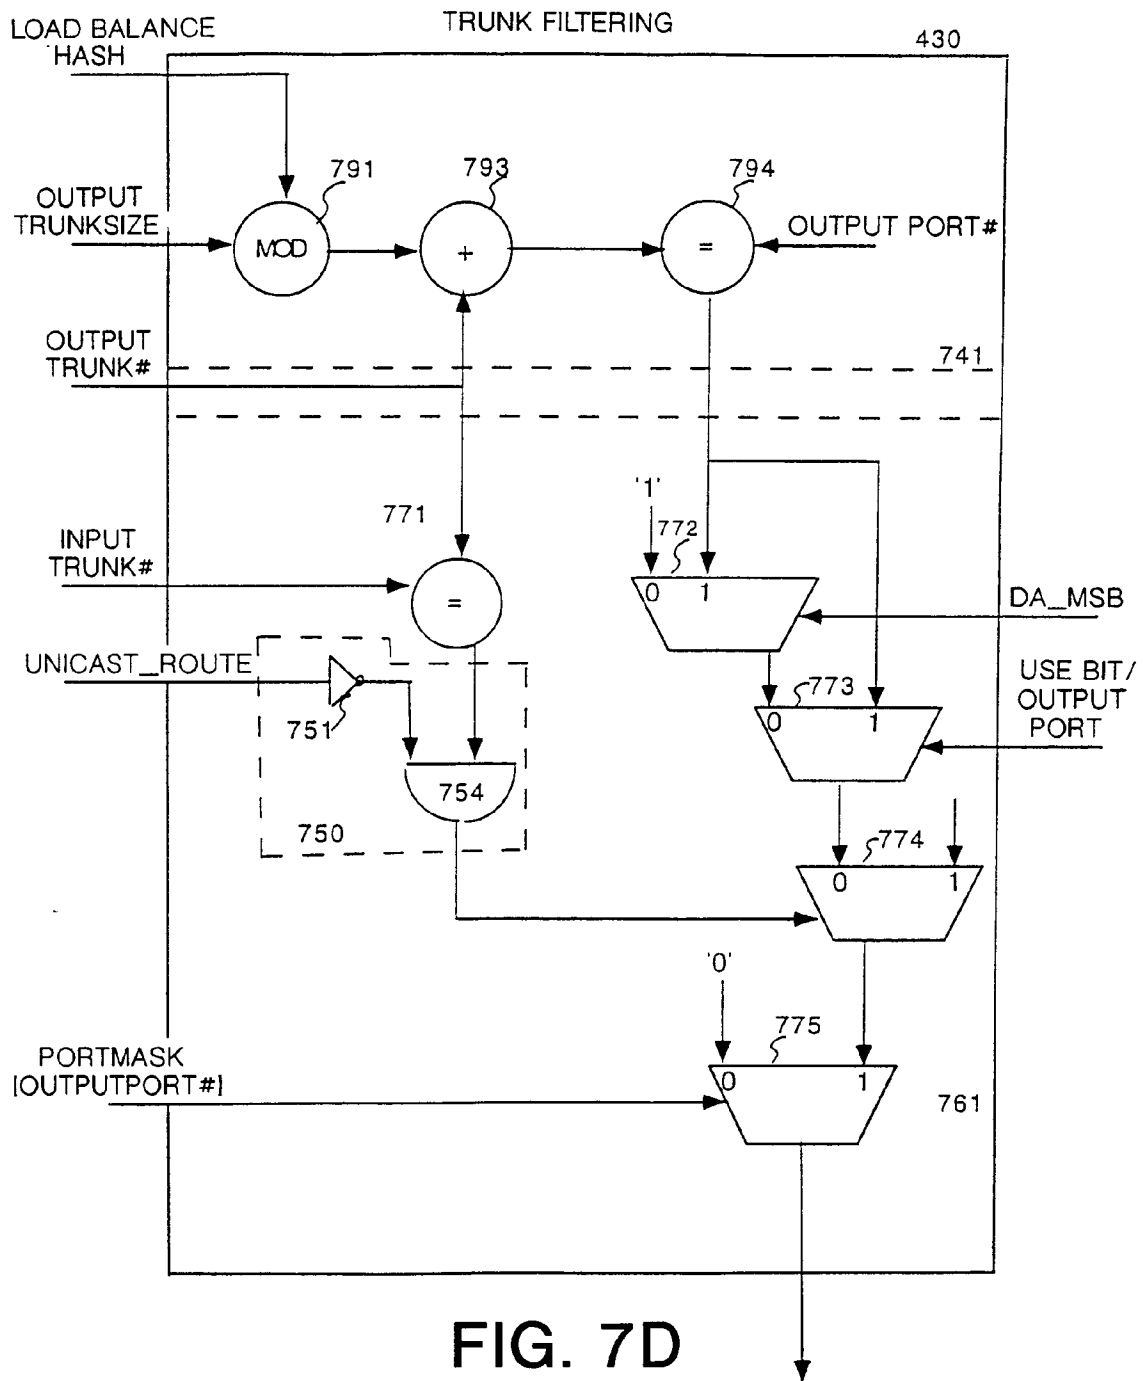 TRUNK FILTERING
LOAD BALANCE
HASH
430
791
793
794
OUTPUT
TRUNKSIZE
MOD
+
=
OUTPUT PORT#
OUTPUT
TRUNK#
741
'1'
771
772
INPUT
TRUNK#
0 1
=
DA_MSB
UNICAST_ROUTE
751
USE BIT/
OUTPUT
PORT
773
0 1
754
750
774
0 1
'0'
775
PORTMASK
[OUTPUTPORT#]
0 1
761
FIG. 7D